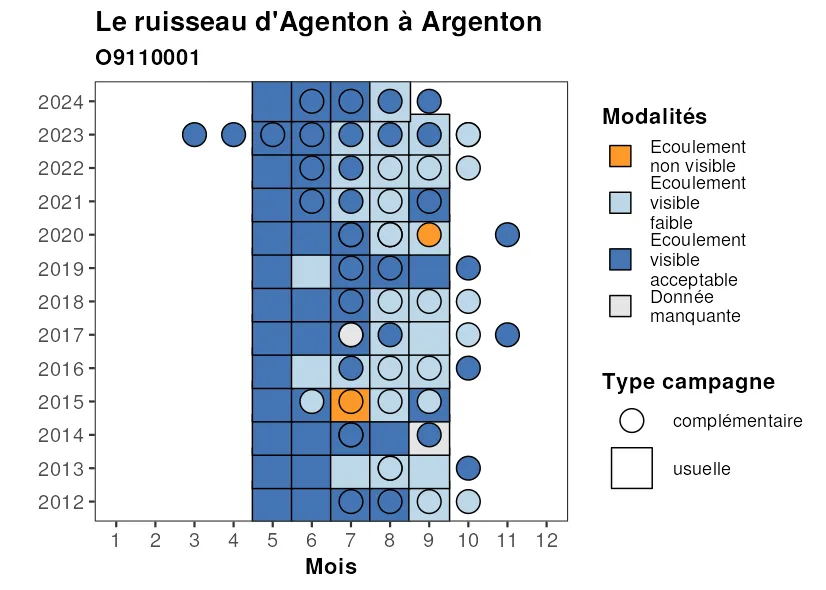 Le ruisseau d'Agenton à Argenton
O9110001
2024
2023
2022
2021
2020
2019
2018
2017
2016
2015
2014
2013
2012
1 2 3 4 5 6 7 8 9 10 11 12
Mois
Modalités
Ecoulement
non visible
Ecoulement
visible
faible
Ecoulement
visible
acceptable
Donnée
manquante
Type campagne
complémentaire
usuelle